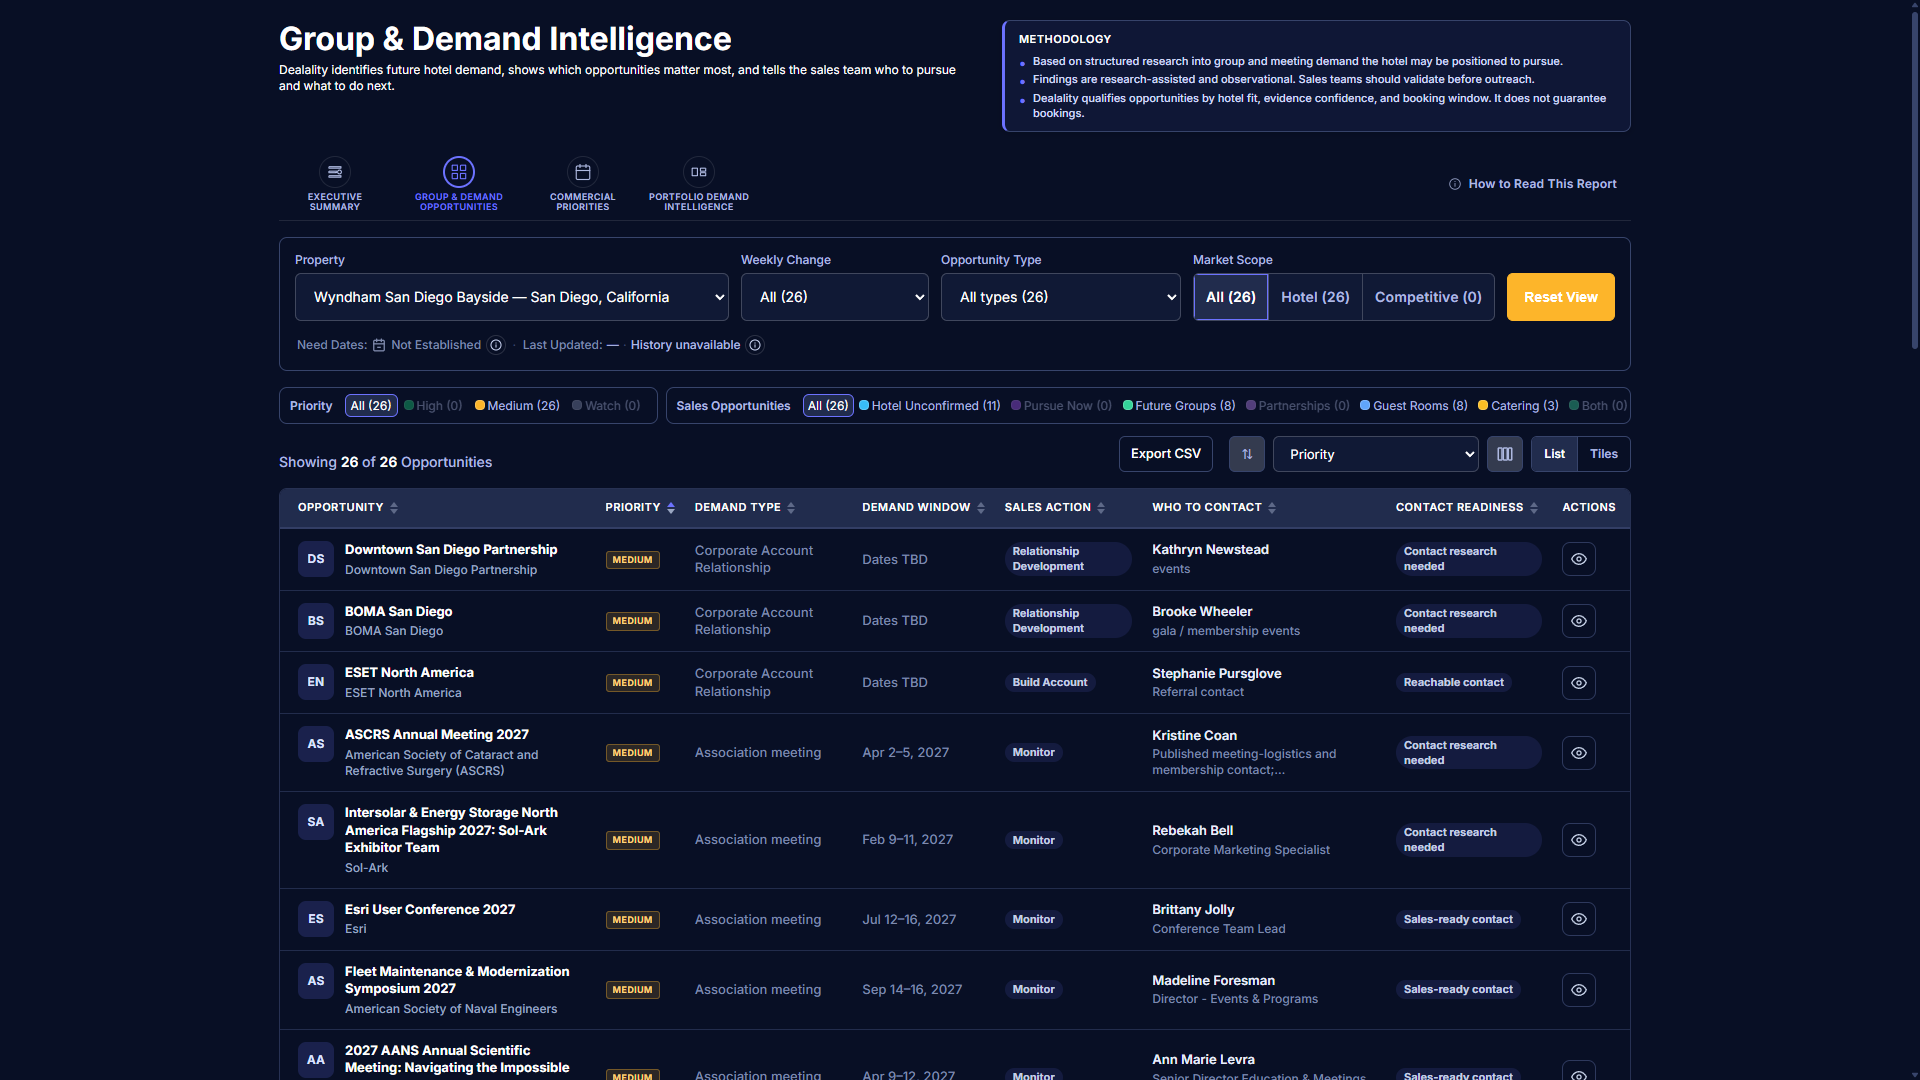 Group & Demand Intelligence
Dealality identifies future hotel demand, shows which opportunities matter most, and tells the sales team who to pursue
and what to do next.
METHODOLOGY
Based on structured research into group and meeting demand the hotel may be positioned to pursue.
Findings are research-assisted and observational. Sales teams should validate before outreach.
Dealality qualifies opportunities by hotel fit, evidence confidence, and booking window. It does not guarantee
bookings.
EXECUTIVE
SUMMARY
GROUP & DEMAND
OPPORTUNITIES
COMMERCIAL
PRIORITIES
PORTFOLIO DEMAND
INTELLIGENCE
How to Read This Report
Property
Weekly Change
Opportunity Type
Market Scope
Wyndham San Diego Bayside — San Diego, California
All (26)
All types (26)
All (26)
Hotel (26)
Competitive (0)
Reset View
Need Dates: Not Established · Last Updated: — · History unavailable
Priority All (26) High (0) Medium (26) Watch (0)
Sales Opportunities All (26) Hotel Unconfirmed (11) Pursue Now (0) Future Groups (8) Partnerships (0) Guest Rooms (8) Catering (3) Both (0)
Showing 26 of 26 Opportunities
Export CSV
Priority
List
Tiles
OPPORTUNITY PRIORITY DEMAND TYPE DEMAND WINDOW SALES ACTION WHO TO CONTACT CONTACT READINESS ACTIONS
DS
Downtown San Diego Partnership
Downtown San Diego Partnership
MEDIUM
Corporate Account
Relationship
Dates TBD
Relationship
Development
Kathryn Newstead
events
Contact research
needed
BS
BOMA San Diego
BOMA San Diego
MEDIUM
Corporate Account
Relationship
Dates TBD
Relationship
Development
Brooke Wheeler
gala / membership events
Contact research
needed
EN
ESET North America
ESET North America
MEDIUM
Corporate Account
Relationship
Dates TBD
Build Account
Stephanie Pursglove
Referral contact
Reachable contact
AS
ASCRS Annual Meeting 2027
American Society of Cataract and
Refractive Surgery (ASCRS)
MEDIUM
Association meeting
Apr 2–5, 2027
Monitor
Kristine Coan
Published meeting-logistics and
membership contact;...
Contact research
needed
SA
Intersolar & Energy Storage North
America Flagship 2027: Sol-Ark
Exhibitor Team
Sol-Ark
MEDIUM
Association meeting
Feb 9–11, 2027
Monitor
Rebekah Bell
Corporate Marketing Specialist
Contact research
needed
ES
Esri User Conference 2027
Esri
MEDIUM
Association meeting
Jul 12–16, 2027
Monitor
Brittany Jolly
Conference Team Lead
Sales-ready contact
AS
Fleet Maintenance & Modernization
Symposium 2027
American Society of Naval Engineers
MEDIUM
Association meeting
Sep 14–16, 2027
Monitor
Madeline Foresman
Director - Events & Programs
Sales-ready contact
AA
2027 AANS Annual Scientific
Meeting: Navigating the Impossible
MEDIUM
Association meeting
Apr 9–12, 2027
Monitor
Ann Marie Levra
Senior Director Education & Meetings
Sales-ready contact